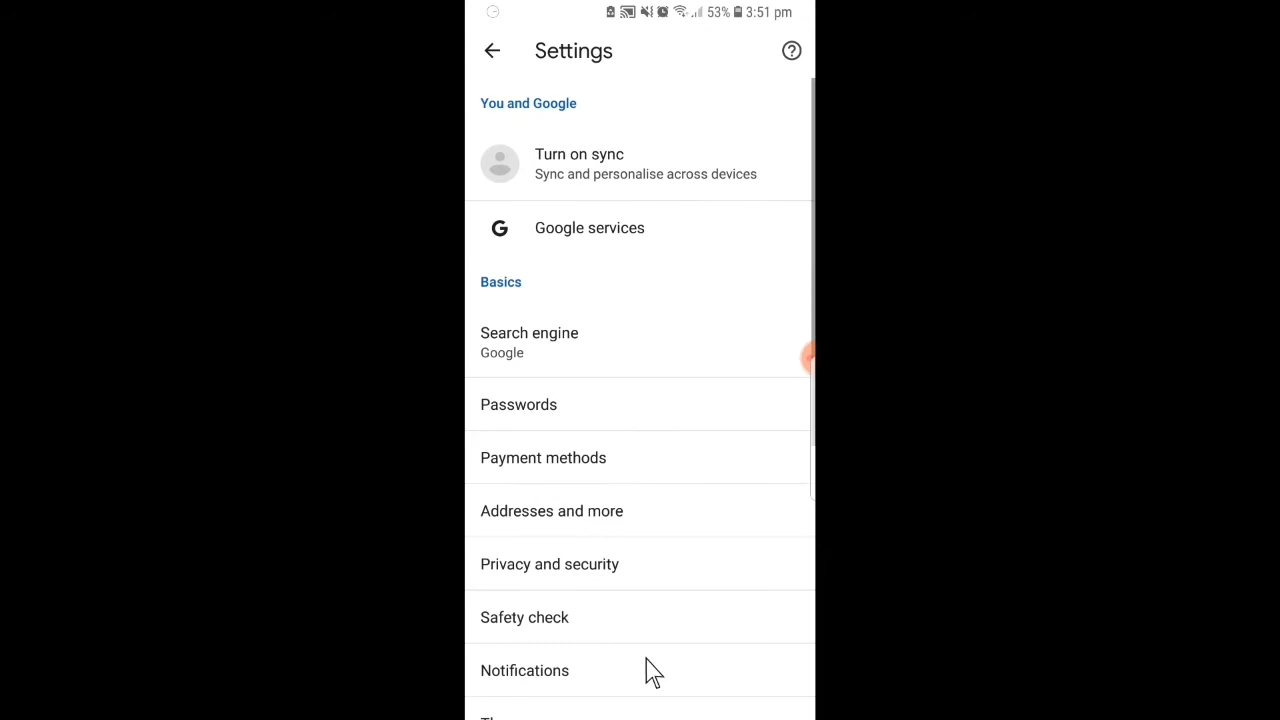 53% 3:51 pm
Settings
You and Google
Turn on sync
Sync and personalise across devices
G Google services
Basics
Search engine
Google
Passwords
Payment methods
Addresses and more
Privacy and security
Safety check
Notifications